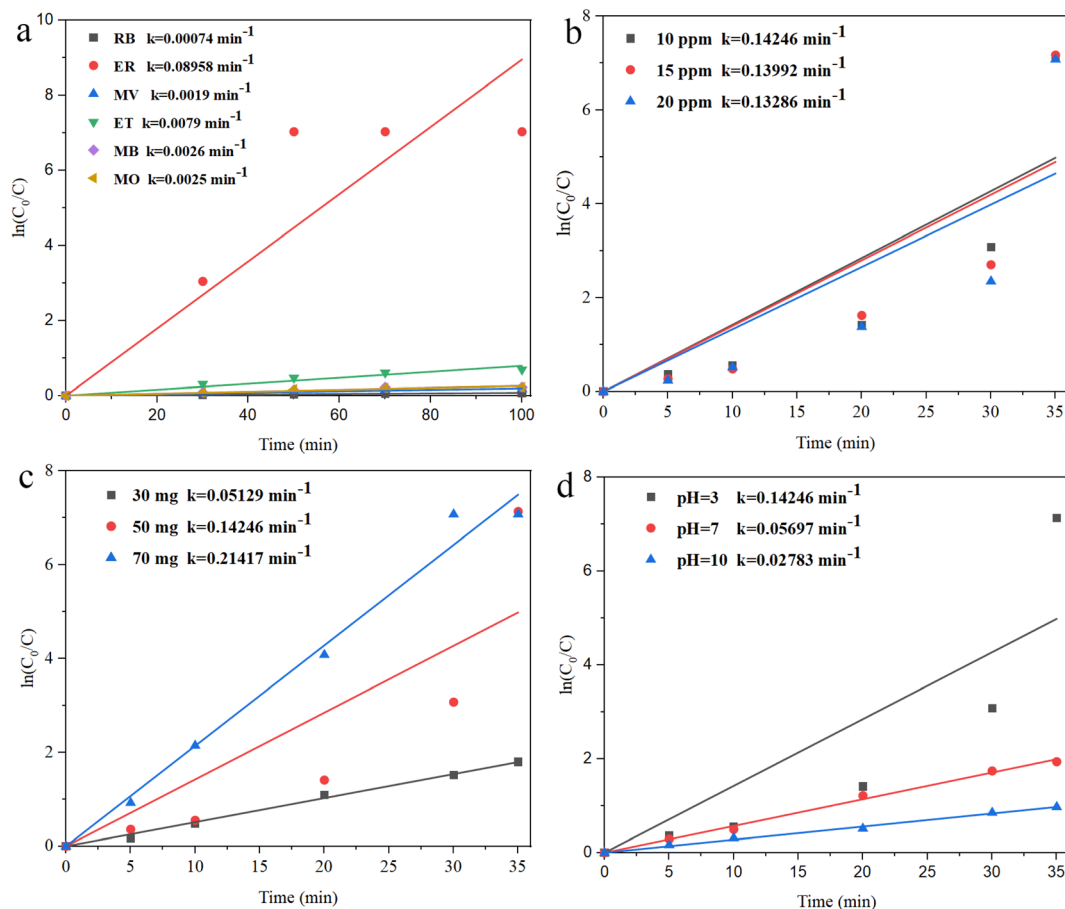 a
10
8
6
4
2
0
ln(C₀/C)
RB k=0.00074 min⁻¹
ER k=0.08958 min⁻¹
MV k=0.0019 min⁻¹
ET k=0.0079 min⁻¹
MB k=0.0026 min⁻¹
MO k=0.0025 min⁻¹
0 20 40 60 80 100
Time (min)
b
8
6
4
2
0
ln(C₀/C)
10 ppm k=0.14246 min⁻¹
15 ppm k=0.13992 min⁻¹
20 ppm k=0.13286 min⁻¹
0 5 10 15 20 25 30 35
Time (min)
c
8
6
4
2
0
ln(C₀/C)
30 mg k=0.05129 min⁻¹
50 mg k=0.14246 min⁻¹
70 mg k=0.21417 min⁻¹
0 5 10 15 20 25 30 35
Time (min)
d
8
6
4
2
0
ln(C₀/C)
pH=3 k=0.14246 min⁻¹
pH=7 k=0.05697 min⁻¹
pH=10 k=0.02783 min⁻¹
0 5 10 15 20 25 30 35
Time (min)